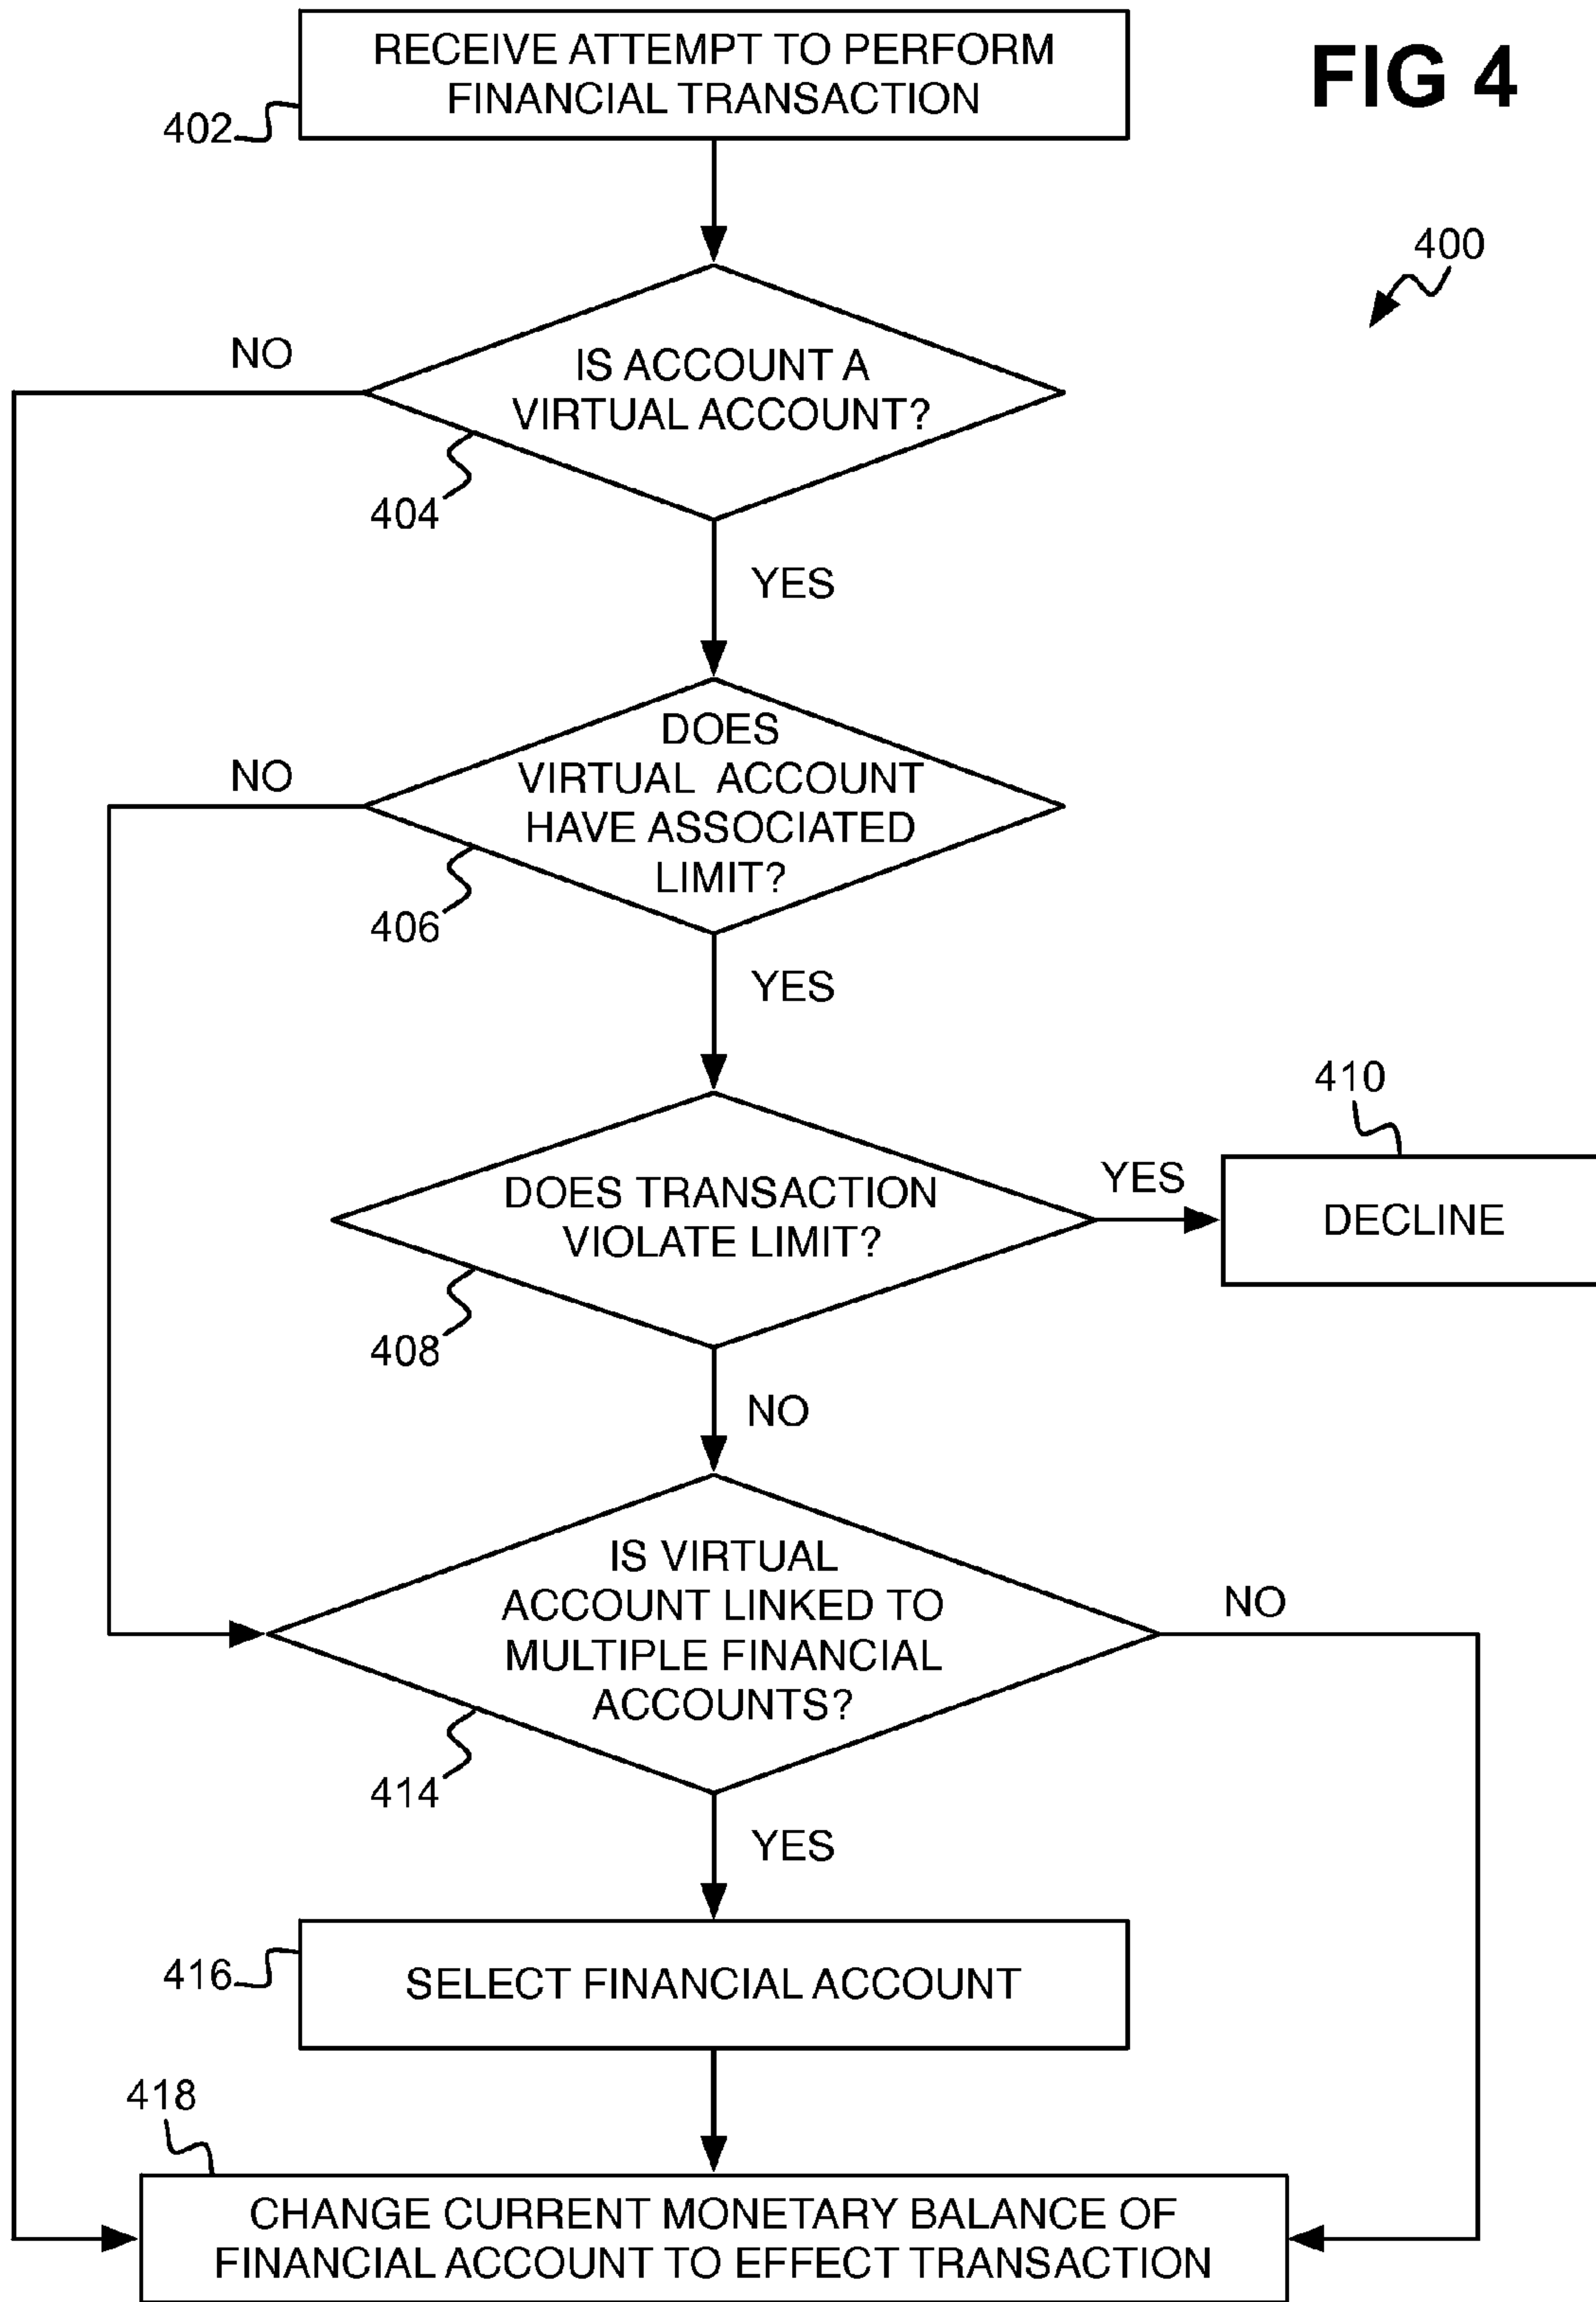 RECEIVE ATTEMPT TO PERFORM
FINANCIAL TRANSACTION
FIG 4
402
400
NO
IS ACCOUNT A
VIRTUAL ACCOUNT?
404
YES
DOES
VIRTUAL ACCOUNT
HAVE ASSOCIATED
LIMIT?
NO
406
YES
410
DOES TRANSACTION
VIOLATE LIMIT?
YES
DECLINE
408
NO
IS VIRTUAL
ACCOUNT LINKED TO
MULTIPLE FINANCIAL
ACCOUNTS?
NO
414
YES
416
SELECT FINANCIAL ACCOUNT
418
CHANGE CURRENT MONETARY BALANCE OF
FINANCIAL ACCOUNT TO EFFECT TRANSACTION